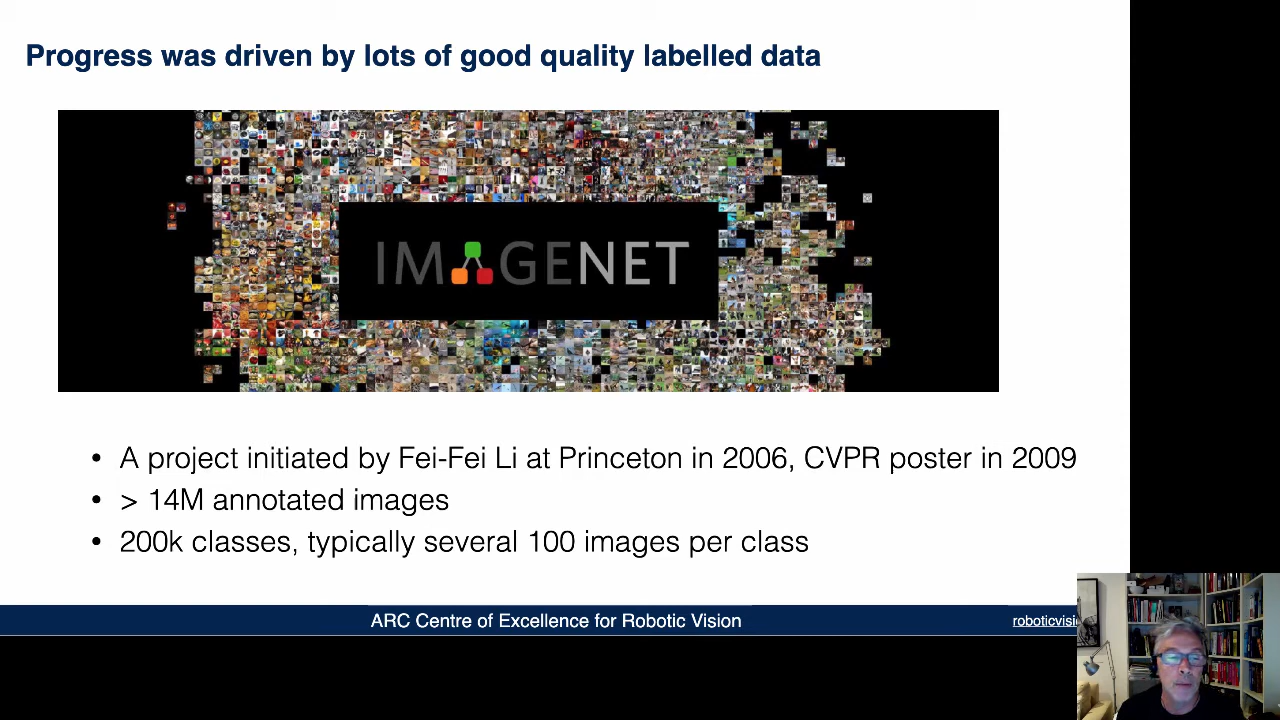 Progress was driven by lots of good quality labelled data
IMAGENET
• A project initiated by Fei-Fei Li at Princeton in 2006, CVPR poster in 2009
• > 14M annotated images
• 200k classes, typically several 100 images per class
ARC Centre of Excellence for Robotic Vision
roboticvisi